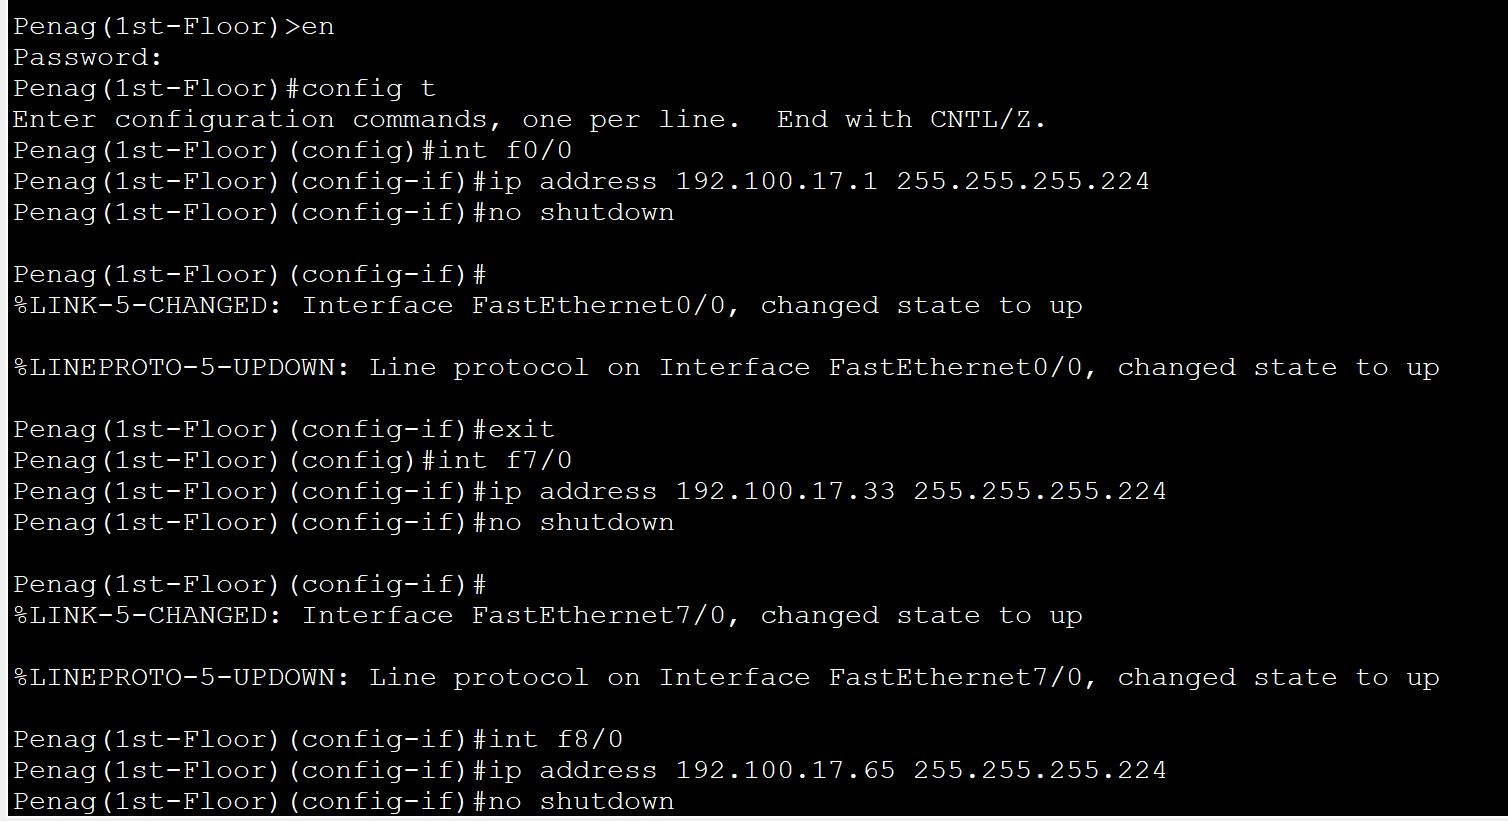 Penag(1st-Floor)>en
Password:
Penag(1st-Floor)#config t
Enter configuration commands, one per line.  End with CNTL/Z.
Penag(1st-Floor)(config)#int f0/0
Penag(1st-Floor)(config-if)#ip address 192.100.17.1 255.255.255.224
Penag(1st-Floor)(config-if)#no shutdown
Penag(1st-Floor)(config-if)#
%LINK-5-CHANGED: Interface FastEthernet0/0, changed state to up
%LINEPROTO-5-UPDOWN: Line protocol on Interface FastEthernet0/0, changed state to up
Penag(1st-Floor)(config-if)#exit
Penag(1st-Floor)(config)#int f7/0
Penag(1st-Floor)(config-if)#ip address 192.100.17.33 255.255.255.224
Penag(1st-Floor)(config-if)#no shutdown
Penag(1st-Floor)(config-if)#
%LINK-5-CHANGED: Interface FastEthernet7/0, changed state to up
%LINEPROTO-5-UPDOWN: Line protocol on Interface FastEthernet7/0, changed state to up
Penag(1st-Floor)(config-if)#int f8/0
Penag(1st-Floor)(config-if)#ip address 192.100.17.65 255.255.255.224
Penag(1st-Floor)(config-if)#no shutdown